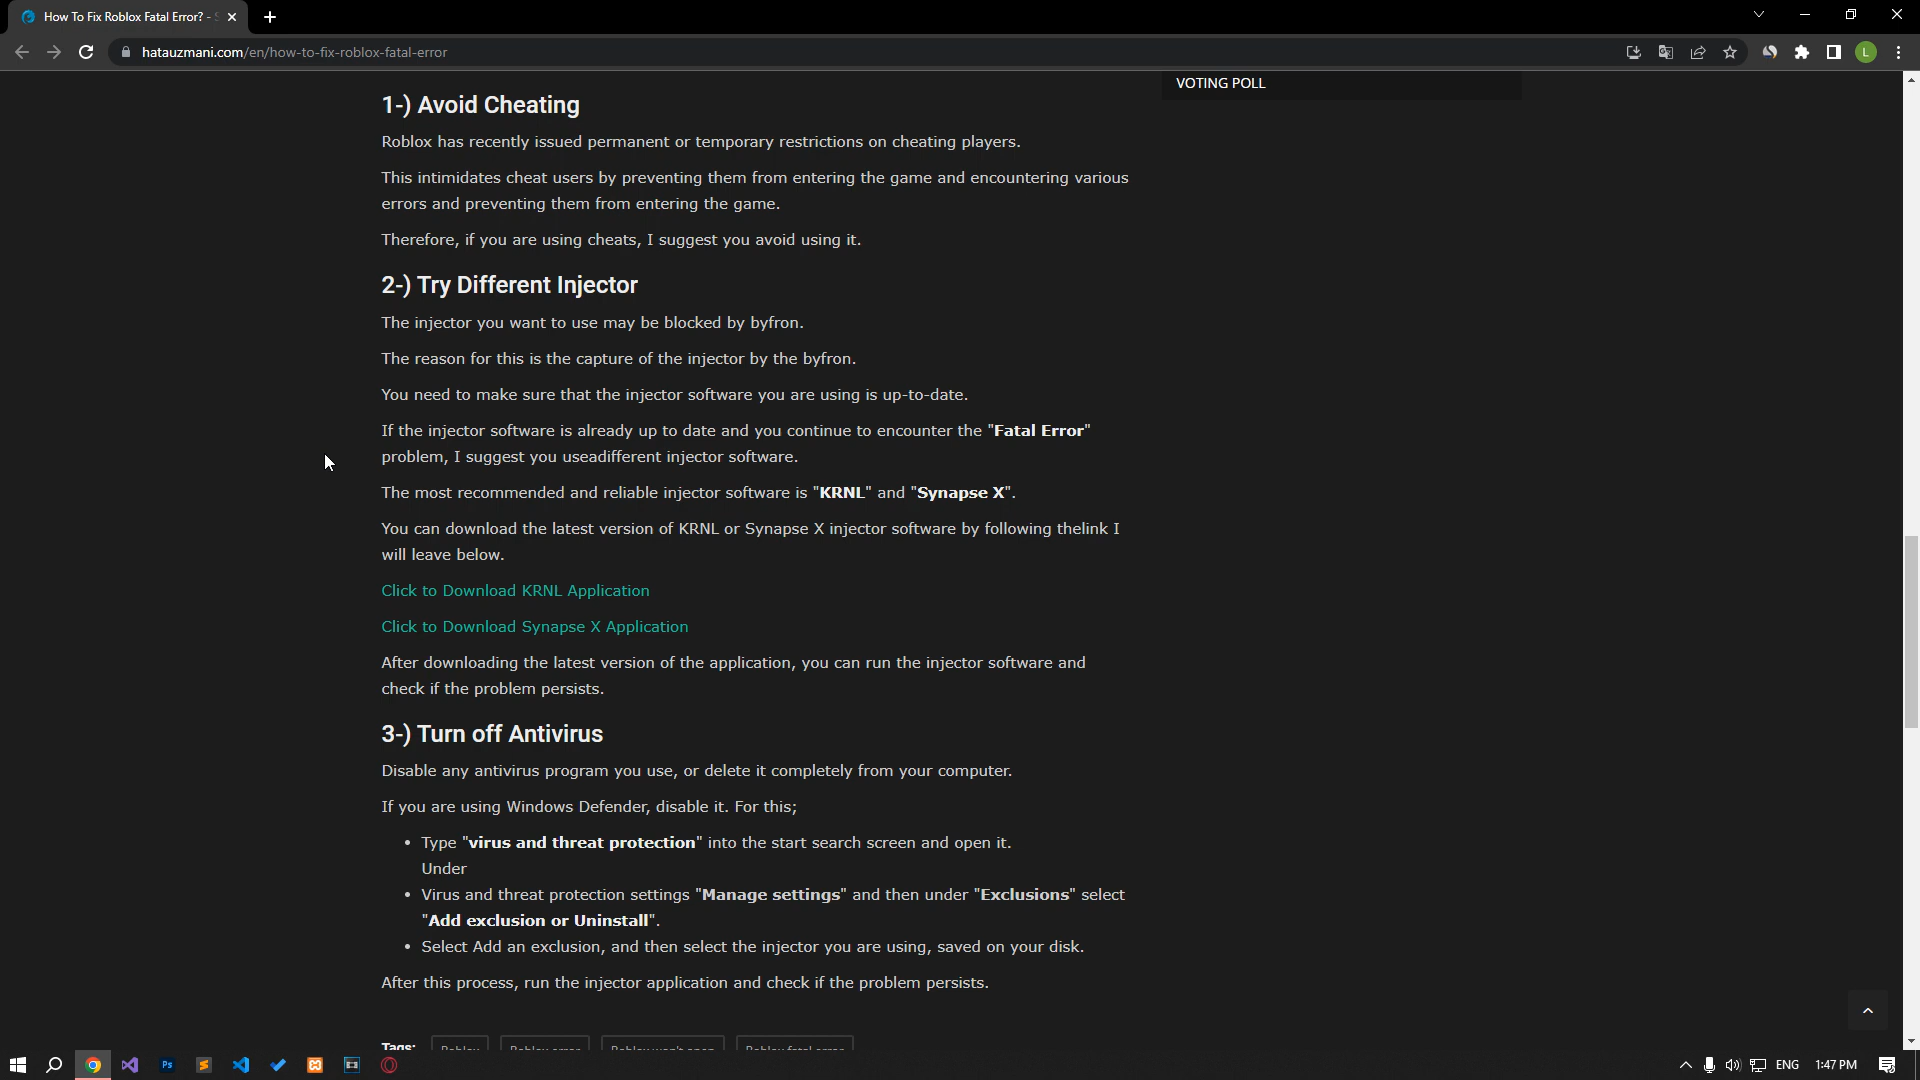 How To Fix Roblox Fatal Error? -
hatauzmani.com/en/how-to-fix-roblox-fatal-error
L
VOTING POLL
1-) Avoid Cheating
Roblox has recently issued permanent or temporary restrictions on cheating players.
This intimidates cheat users by preventing them from entering the game and encountering various
errors and preventing them from entering the game.
Therefore, if you are using cheats, I suggest you avoid using it.
2-) Try Different Injector
The injector you want to use may be blocked by byfron.
The reason for this is the capture of the injector by the byfron.
You need to make sure that the injector software you are using is up-to-date.
If the injector software is already up to date and you continue to encounter the "Fatal Error"
problem, I suggest you useadifferent injector software.
The most recommended and reliable injector software is "KRNL" and "Synapse X".
You can download the latest version of KRNL or Synapse X injector software by following thelink I
will leave below.
Click to Download KRNL Application
Click to Download Synapse X Application
After downloading the latest version of the application, you can run the injector software and
check if the problem persists.
3-) Turn off Antivirus
Disable any antivirus program you use, or delete it completely from your computer.
If you are using Windows Defender, disable it. For this;
• Type "virus and threat protection" into the start search screen and open it.
Under
• Virus and threat protection settings "Manage settings" and then under "Exclusions" select
"Add exclusion or Uninstall".
• Select Add an exclusion, and then select the injector you are using, saved on your disk.
After this process, run the injector application and check if the problem persists.
Tags: Roblox Roblox error Roblox won't open Roblox fatal error
Ps
ENG 1:47 PM